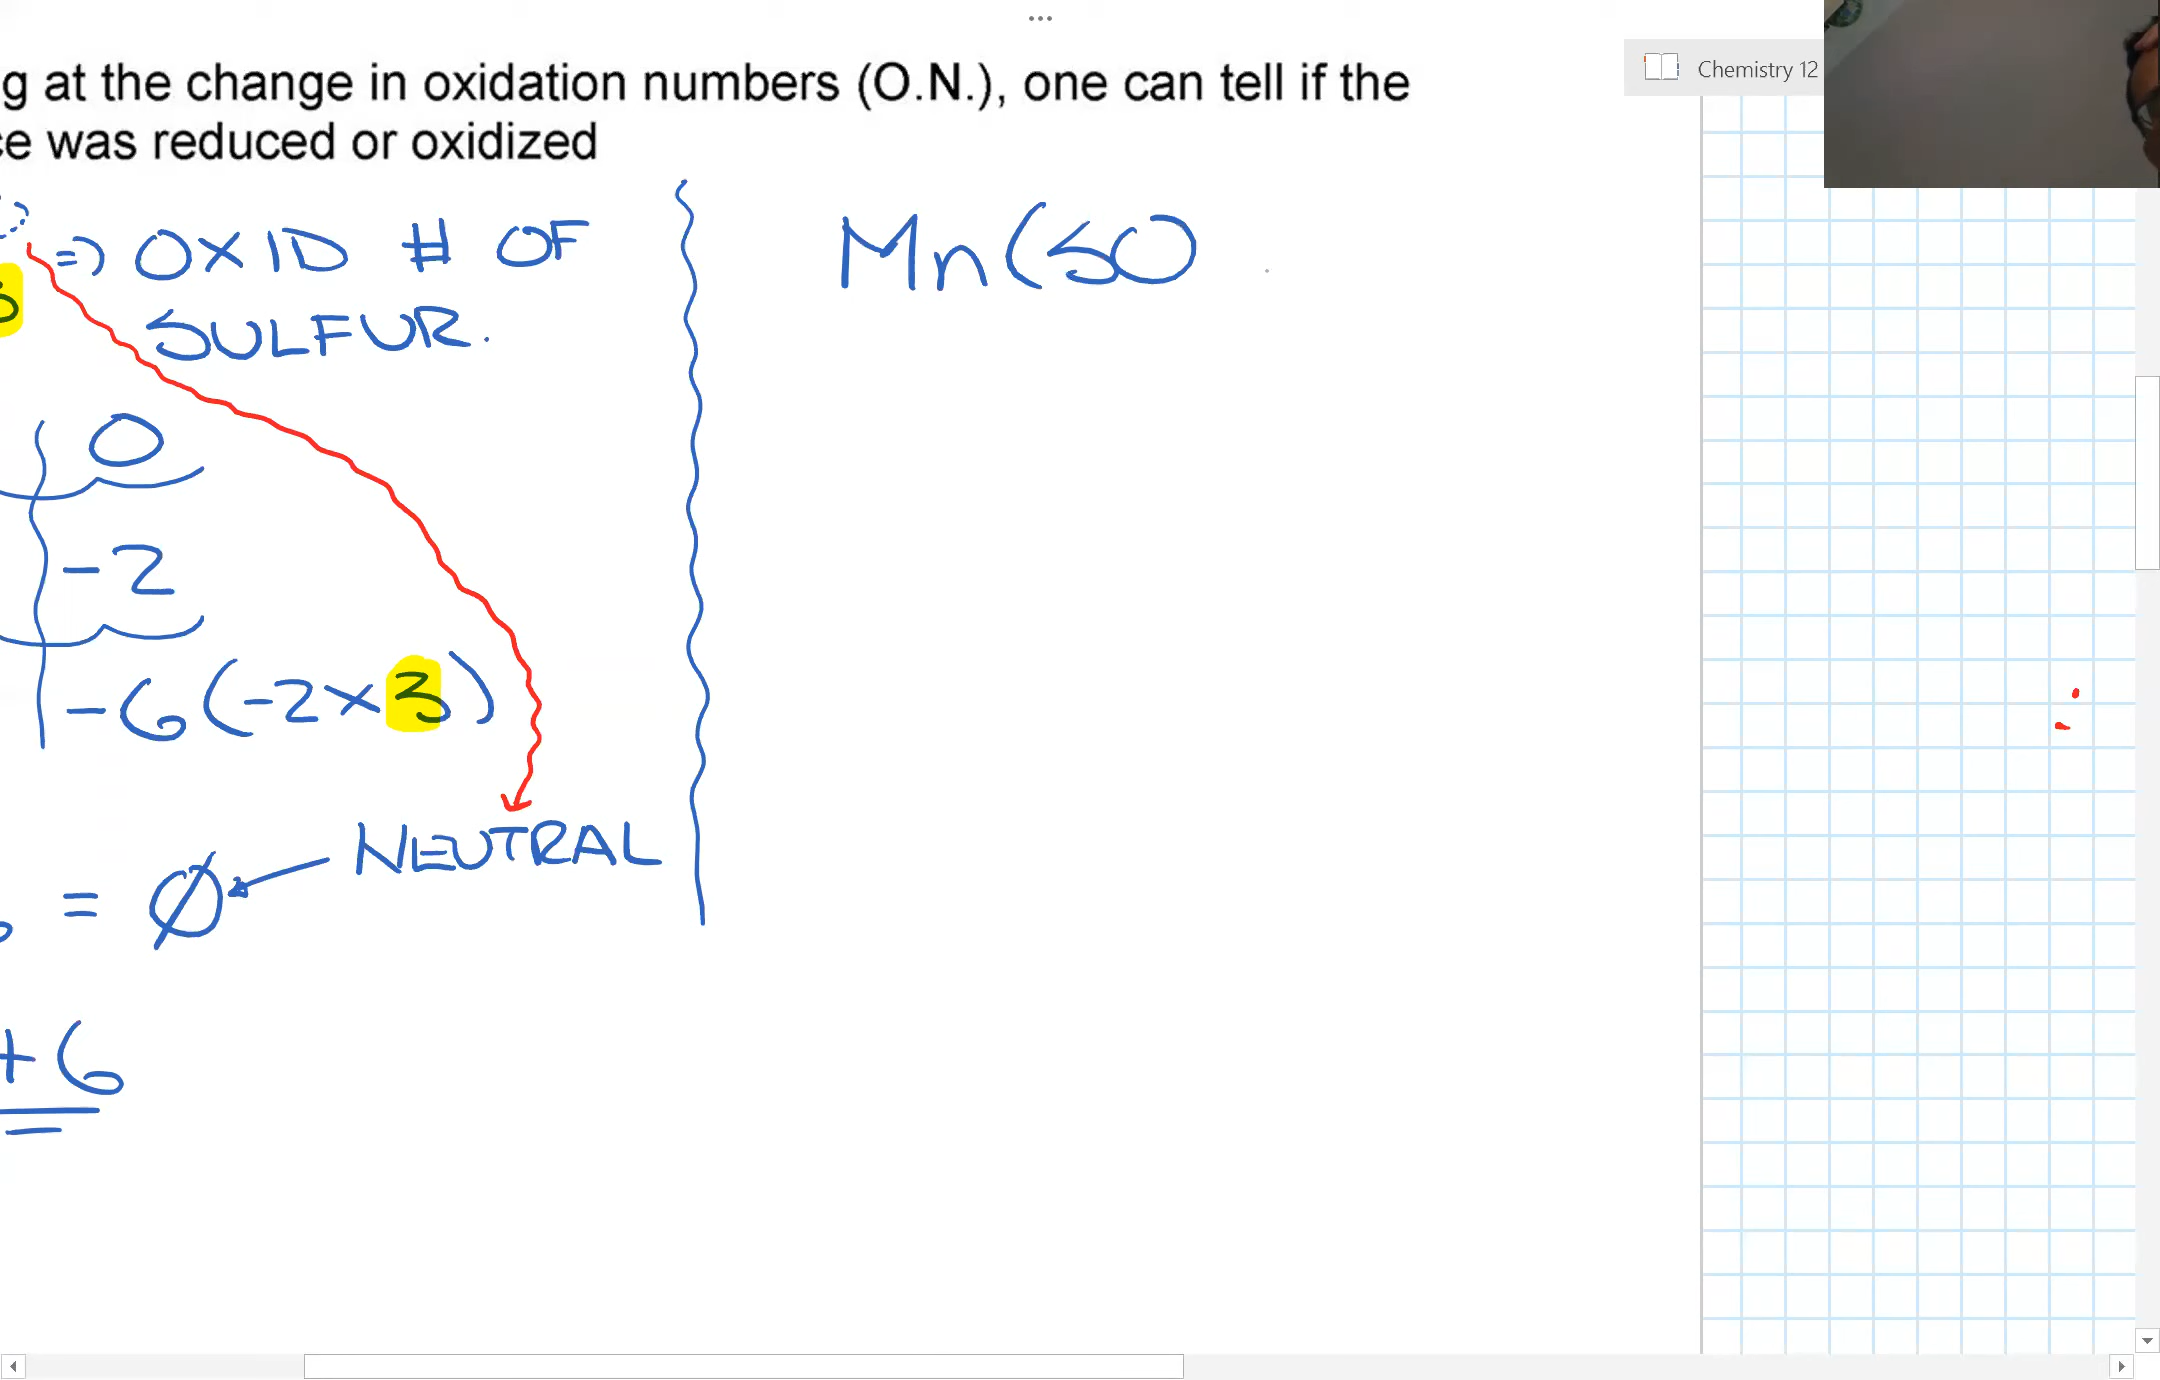 g at the change in oxidation numbers (O.N.), one can tell if the
ce was reduced or oxidized
Chemistry 12
=> OXID # OF
SULFUR.
Mn(SO
O
-2
-6(-2×3)
NEUTRAL
= Ø
+6